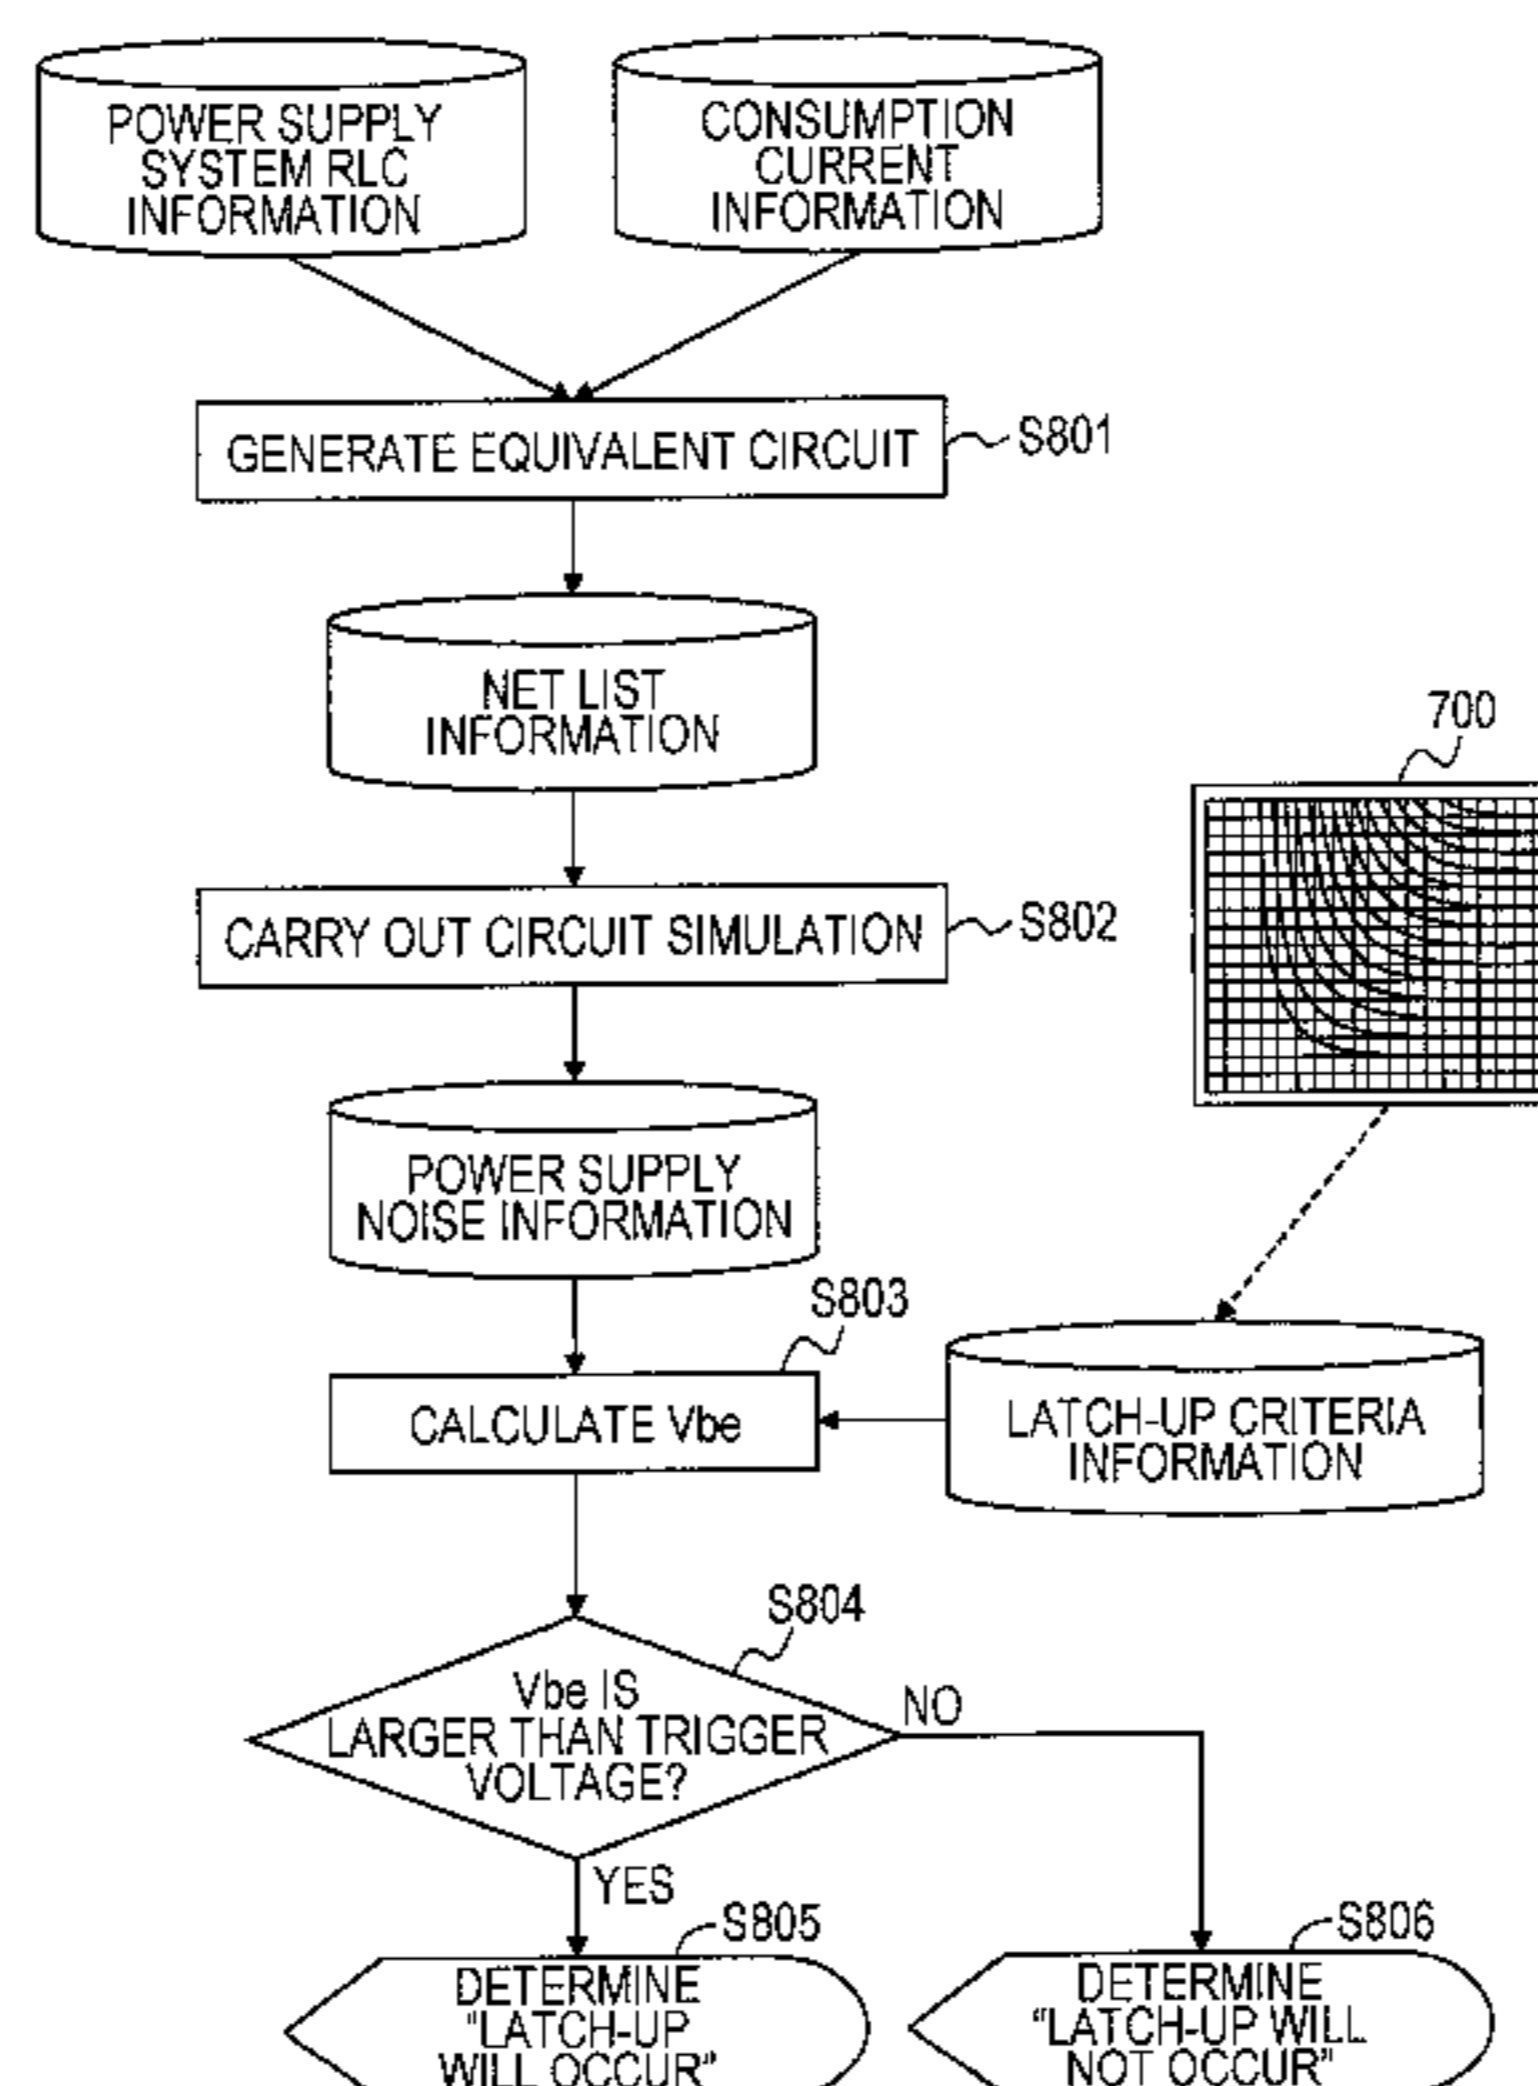 POWER SUPPLY
SYSTEM RLC
INFORMATION
CONSUMPTION
CURRENT
INFORMATION
GENERATE EQUIVALENT CIRCUIT
S801
NET LIST
INFORMATION
700
CARRY OUT CIRCUIT SIMULATION
S802
POWER SUPPLY
NOISE INFORMATION
S803
CALCULATE Vbe
LATCH-UP CRITERIA
INFORMATION
S804
Vbe IS
LARGER THAN TRIGGER
VOLTAGE?
NO
YES
S805
DETERMINE
"LATCH-UP
WILL OCCUR"
S806
DETERMINE
"LATCH-UP WILL
NOT OCCUR"